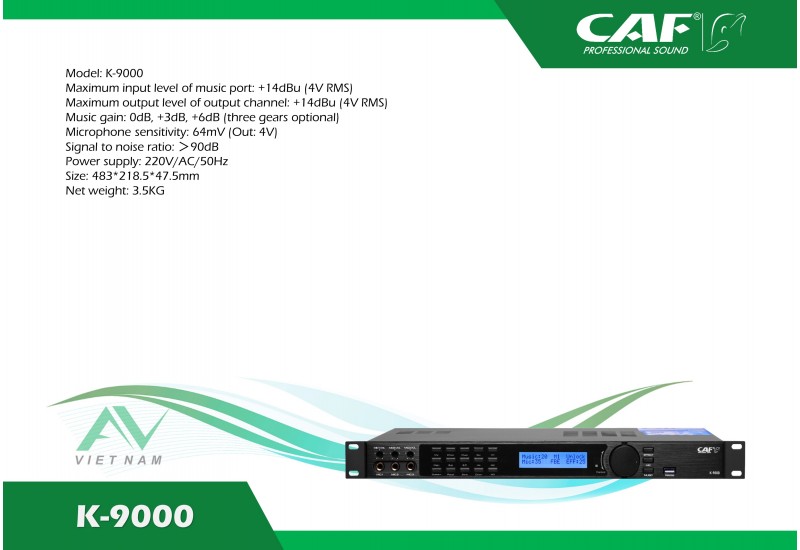 CAF®
PROFESSIONAL SOUND
Model: K-9000
Maximum input level of music port: +14dBu (4V RMS)
Maximum output level of output channel: +14dBu (4V RMS)
Music gain: 0dB, +3dB, +6dB (three gears optional)
Microphone sensitivity: 64mV (Out: 4V)
Signal to noise ratio: ＞90dB
Power supply: 220V/AC/50Hz
Size: 483*218.5*47.5mm
Net weight: 3.5KG
AV
VIET NAM
CAF
K-9000